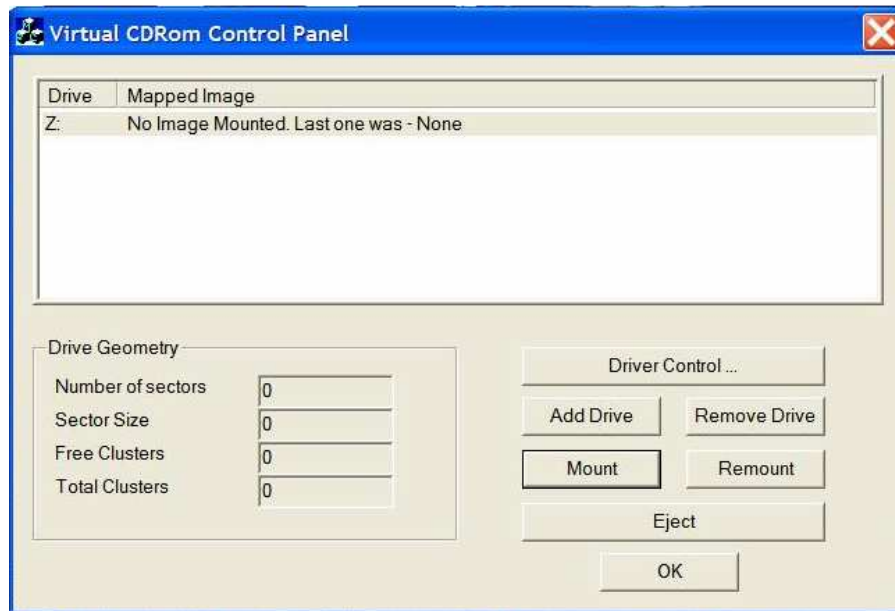 Virtual CDRom Control Panel
Drive Mapped Image
Z: No Image Mounted. Last one was - None
Drive Geometry
Number of sectors 0
Sector Size 0
Free Clusters 0
Total Clusters 0
Driver Control ...
Add Drive Remove Drive
Mount Remount
Eject
OK